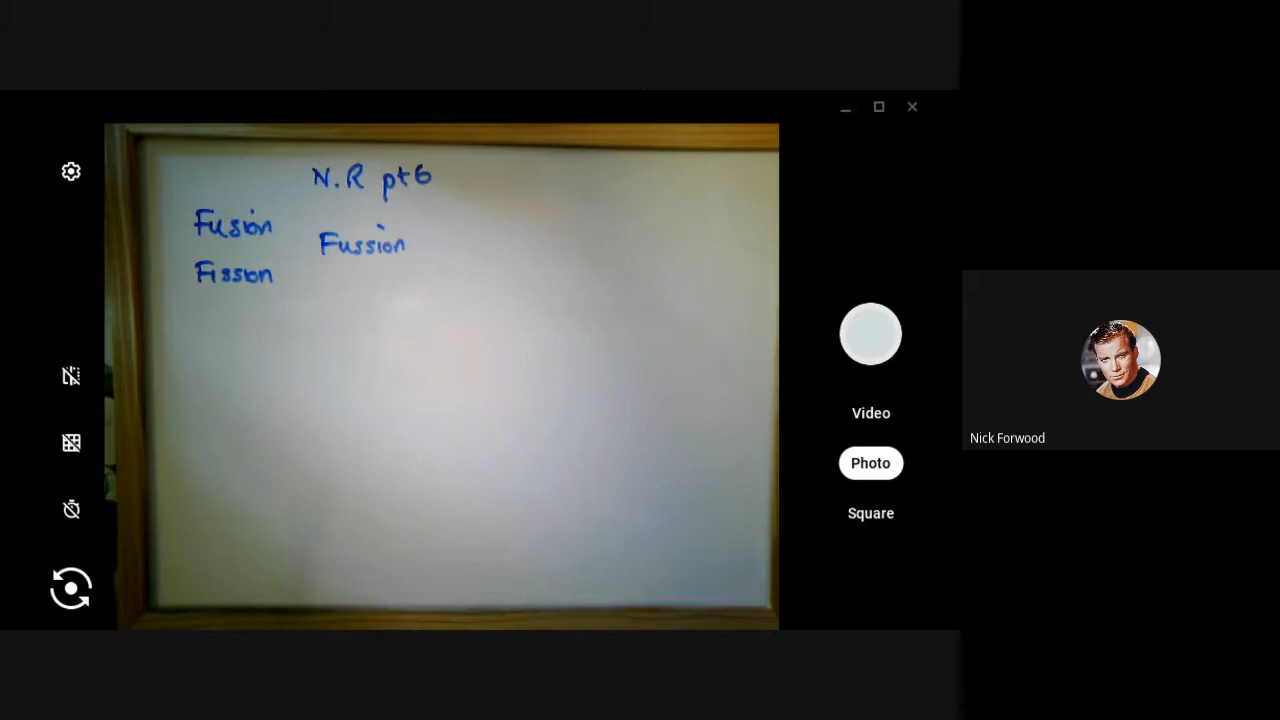 N.R pt6
Fusion
Fussion
Fission
Video
Photo
Square
Nick Forwood